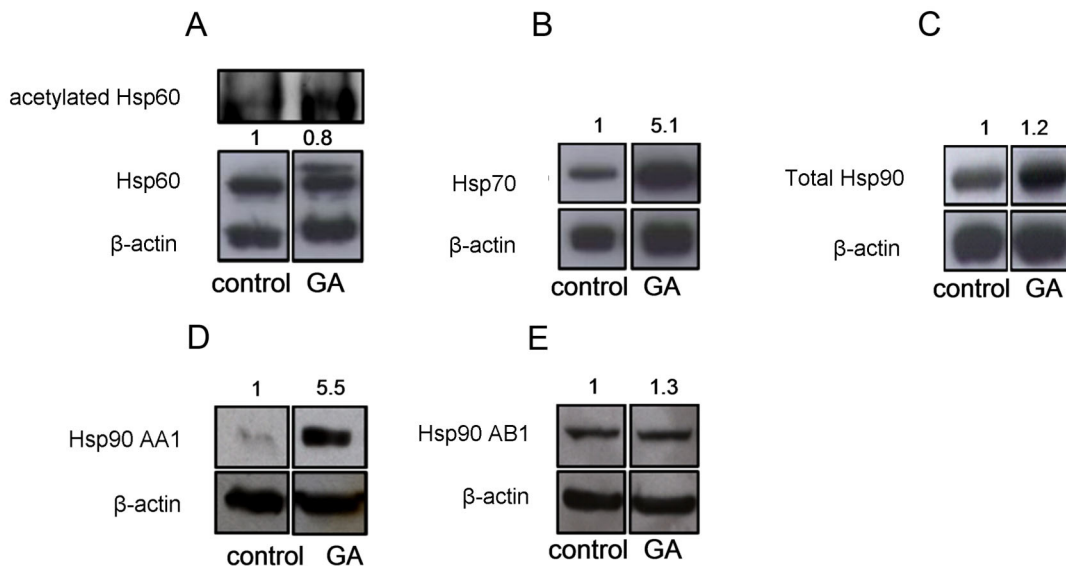 A
acetylated Hsp60
1 0.8
Hsp60
β-actin
control GA
B
1 5.1
Hsp70
β-actin
control GA
C
1 1.2
Total Hsp90
β-actin
control GA
D
1 5.5
Hsp90 AA1
β-actin
control GA
E
1 1.3
Hsp90 AB1
β-actin
control GA